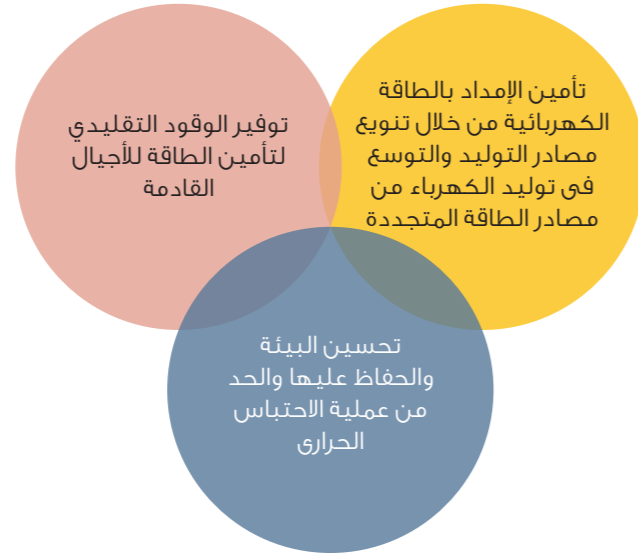 تأمين الإمداد بالطاقة
الكهربائية من خلال تنويع
مصادر التوليد والتوسع
فى توليد الكهرباء من
مصادر الطاقة المتجددة
توفير الوقود التقليدي
لتأمين الطاقة للأجيال
القادمة
تحسين البيئة
والحفاظ عليها والحد
من عملية الاحتباس
الحرارى